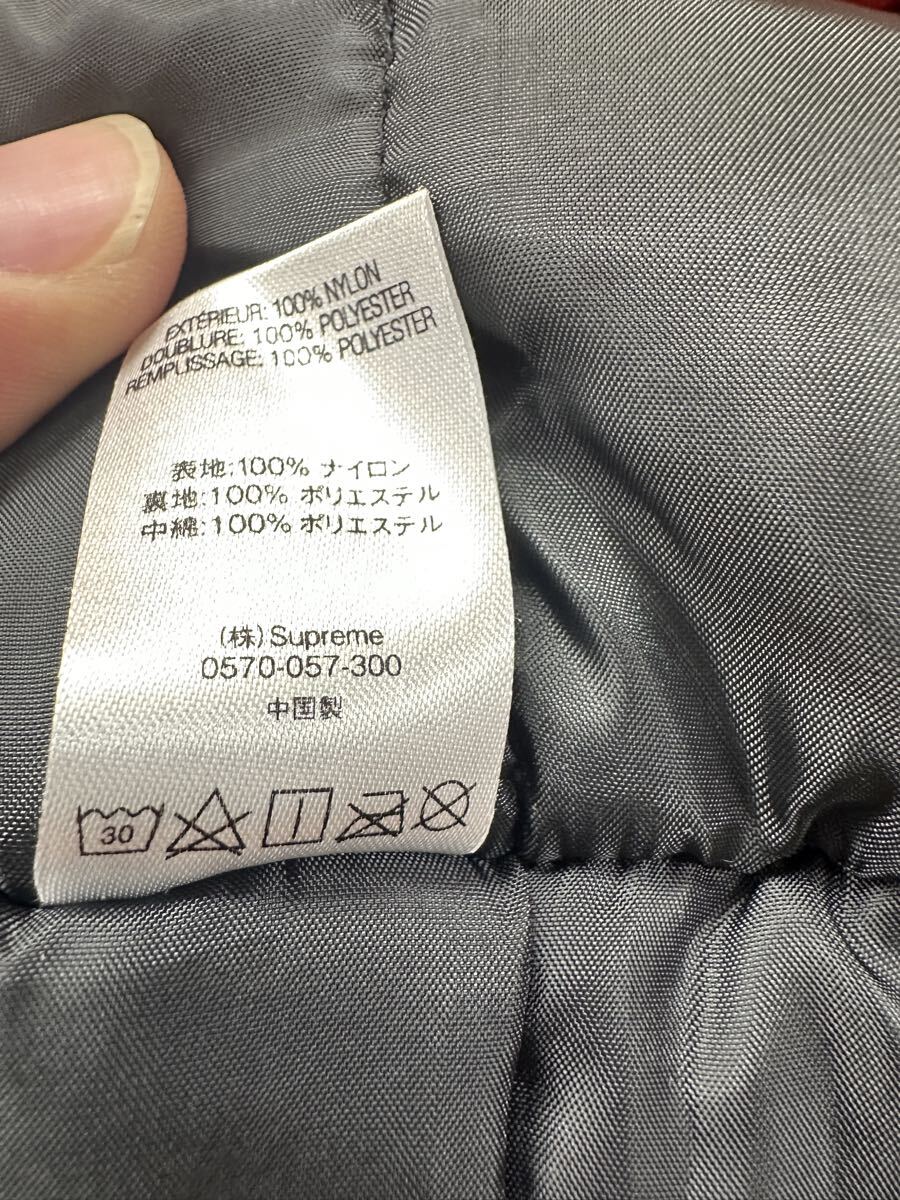 EXTÉRIEUR: 100% NYLON
DOUBLURE: 100% POLYESTER
REMPLISSAGE: 100% POLYESTER
表地:100% ナイロン
裏地:100% ポリエステル
中綿:100% ポリエステル
(株)Supreme
0570-057-300
中国製
30